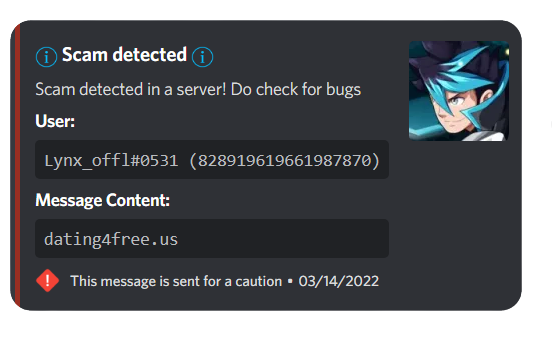 Scam detected
Scam detected in a server! Do check for bugs
User:
Lynx_offl#0531 (828919619661987870)
Message Content:
dating4free.us
This message is sent for a caution • 03/14/2022